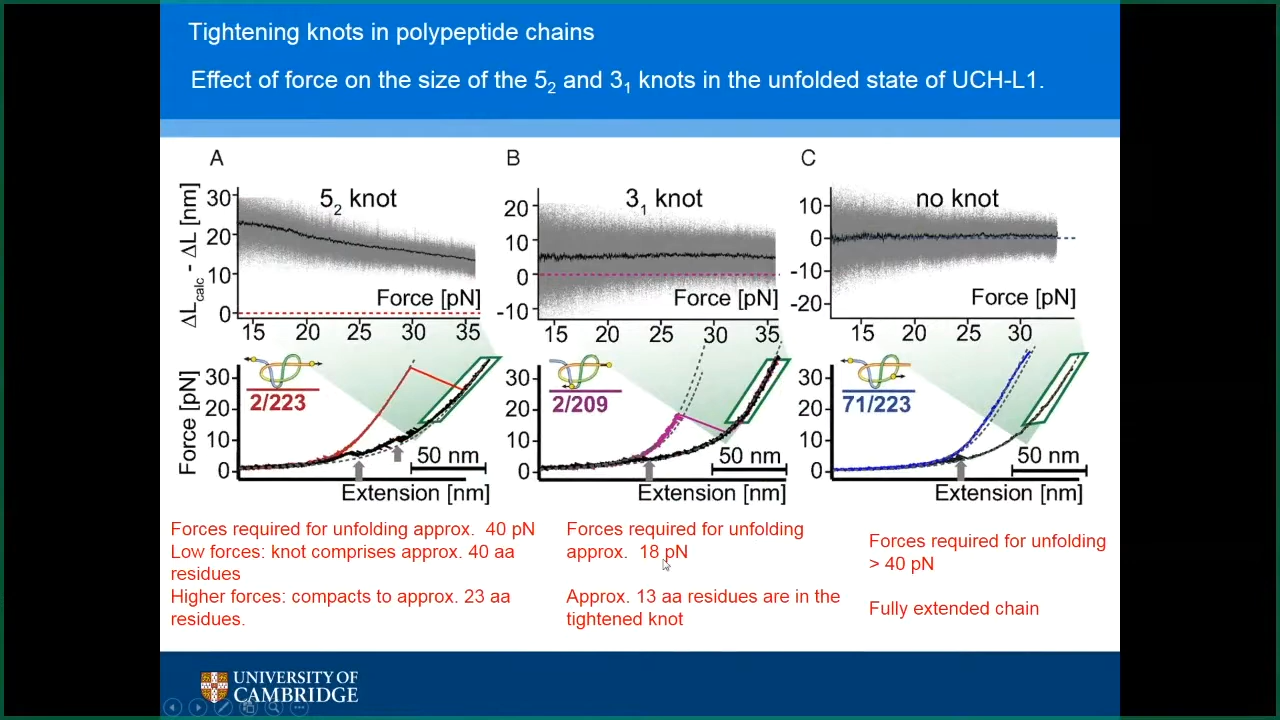 Tightening knots in polypeptide chains
Effect of force on the size of the 5₂ and 3₁ knots in the unfolded state of UCH-L1.
A
5₂ knot
ΔLcalc - ΔL [nm]
30
20
10
0
Force [pN]
15 20 25 30 35
Force [pN]
30
20
10
0
2/223
50 nm
Extension [nm]
B
3₁ knot
20
10
0
-10
Force [pN]
15 20 25 30 35
30
20
10
0
2/209
50 nm
Extension [nm]
C
no knot
10
0
-10
-20
Force [pN]
15 20 25 30
30
20
10
0
71/223
50 nm
Extension [nm]
Forces required for unfolding approx. 40 pN
Low forces: knot comprises approx. 40 aa
residues
Higher forces: compacts to approx. 23 aa
residues.
Forces required for unfolding
approx. 18 pN
Approx. 13 aa residues are in the
tightened knot
Forces required for unfolding
> 40 pN
Fully extended chain
UNIVERSITY OF
CAMBRIDGE